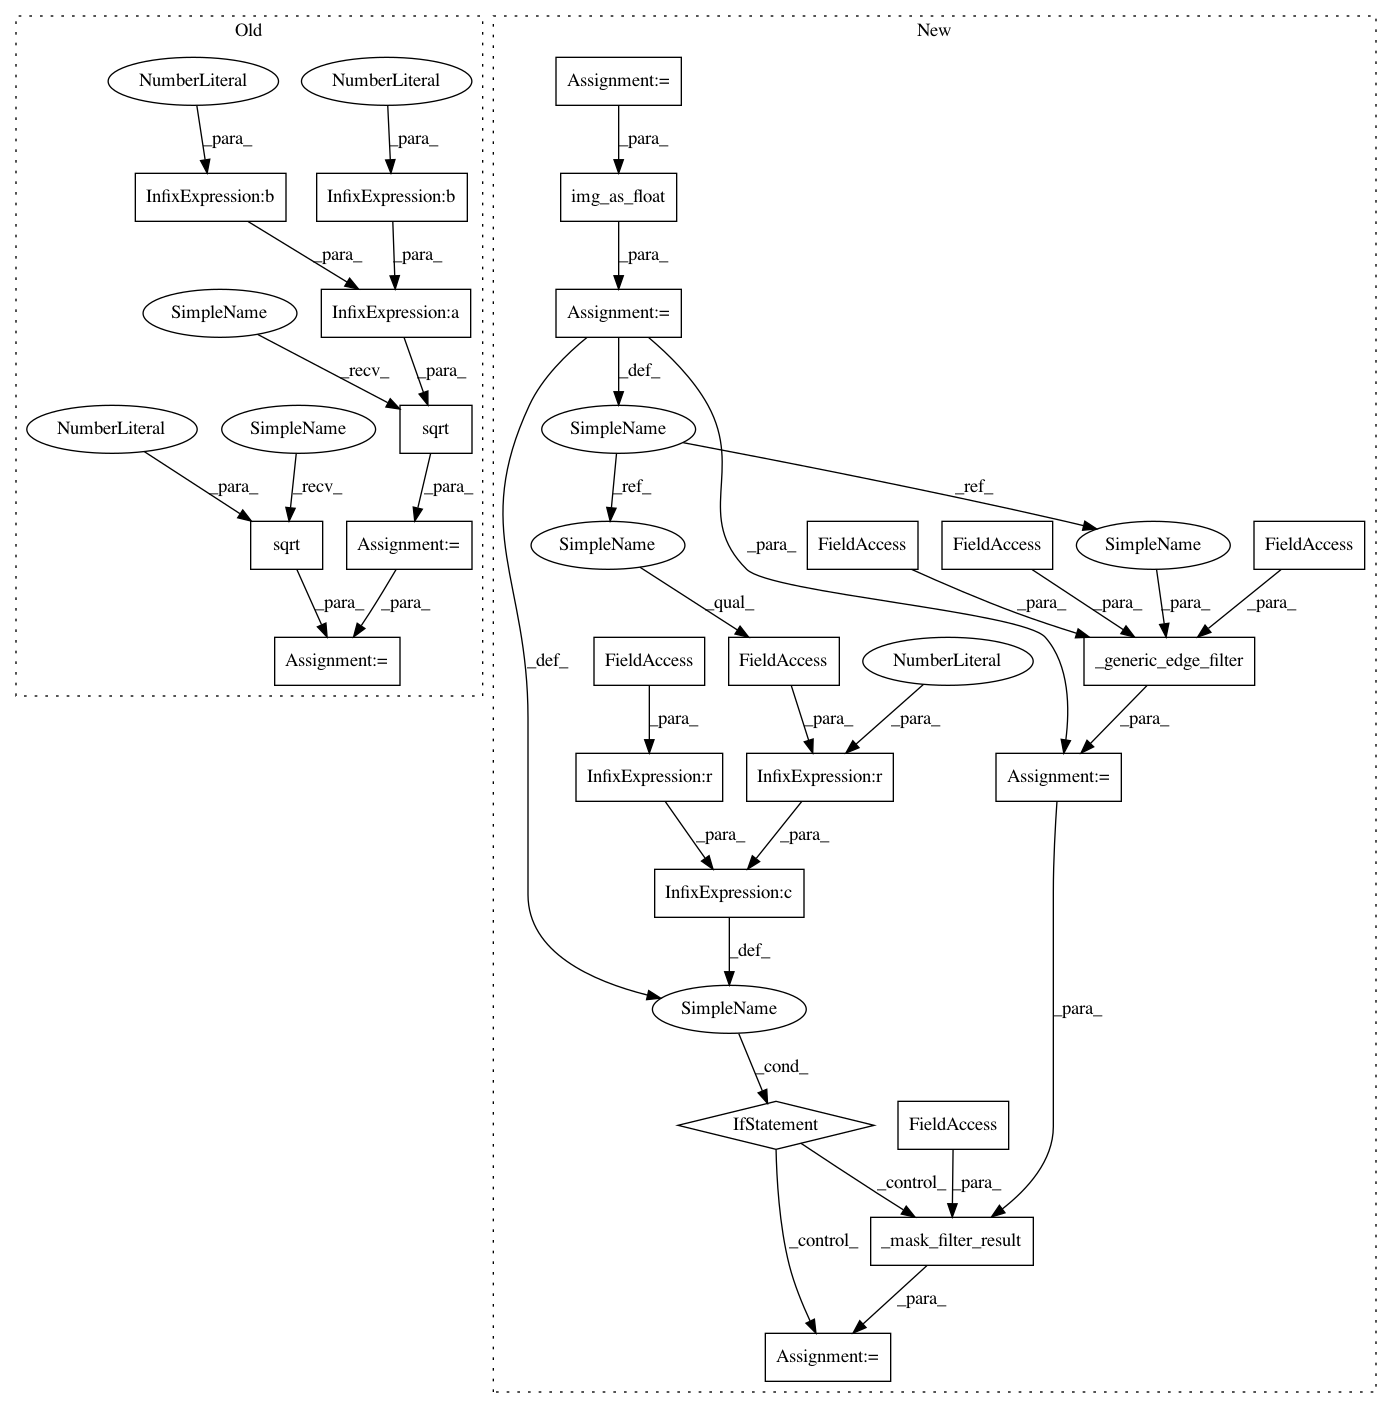 Old
New
NumberLiteral
NumberLiteral
Assignment:=
_para_
_para_
_para_
InfixExpression:b
InfixExpression:b
img_as_float
_para_
_para_
_para_
SimpleName
InfixExpression:a
Assignment:=
_recv_
_para_
_def_
NumberLiteral
SimpleName
sqrt
SimpleName
_para_
_recv_
_para_
_ref_
_ref_
sqrt
Assignment:=
SimpleName
_para_
FieldAccess
FieldAccess
SimpleName
FieldAccess
_para_
_para_
_qual_
_para_
_para_
_para_
_para_
Assignment:=
_def_
FieldAccess
FieldAccess
NumberLiteral
_generic_edge_filter
_para_
_para_
_para_
_para_
InfixExpression:r
InfixExpression:r
Assignment:=
_para_
_para_
InfixExpression:c
_def_
SimpleName
_para_
_cond_
IfStatement
FieldAccess
_control_
_para_
_control_
_mask_filter_result
_para_
Assignment:=